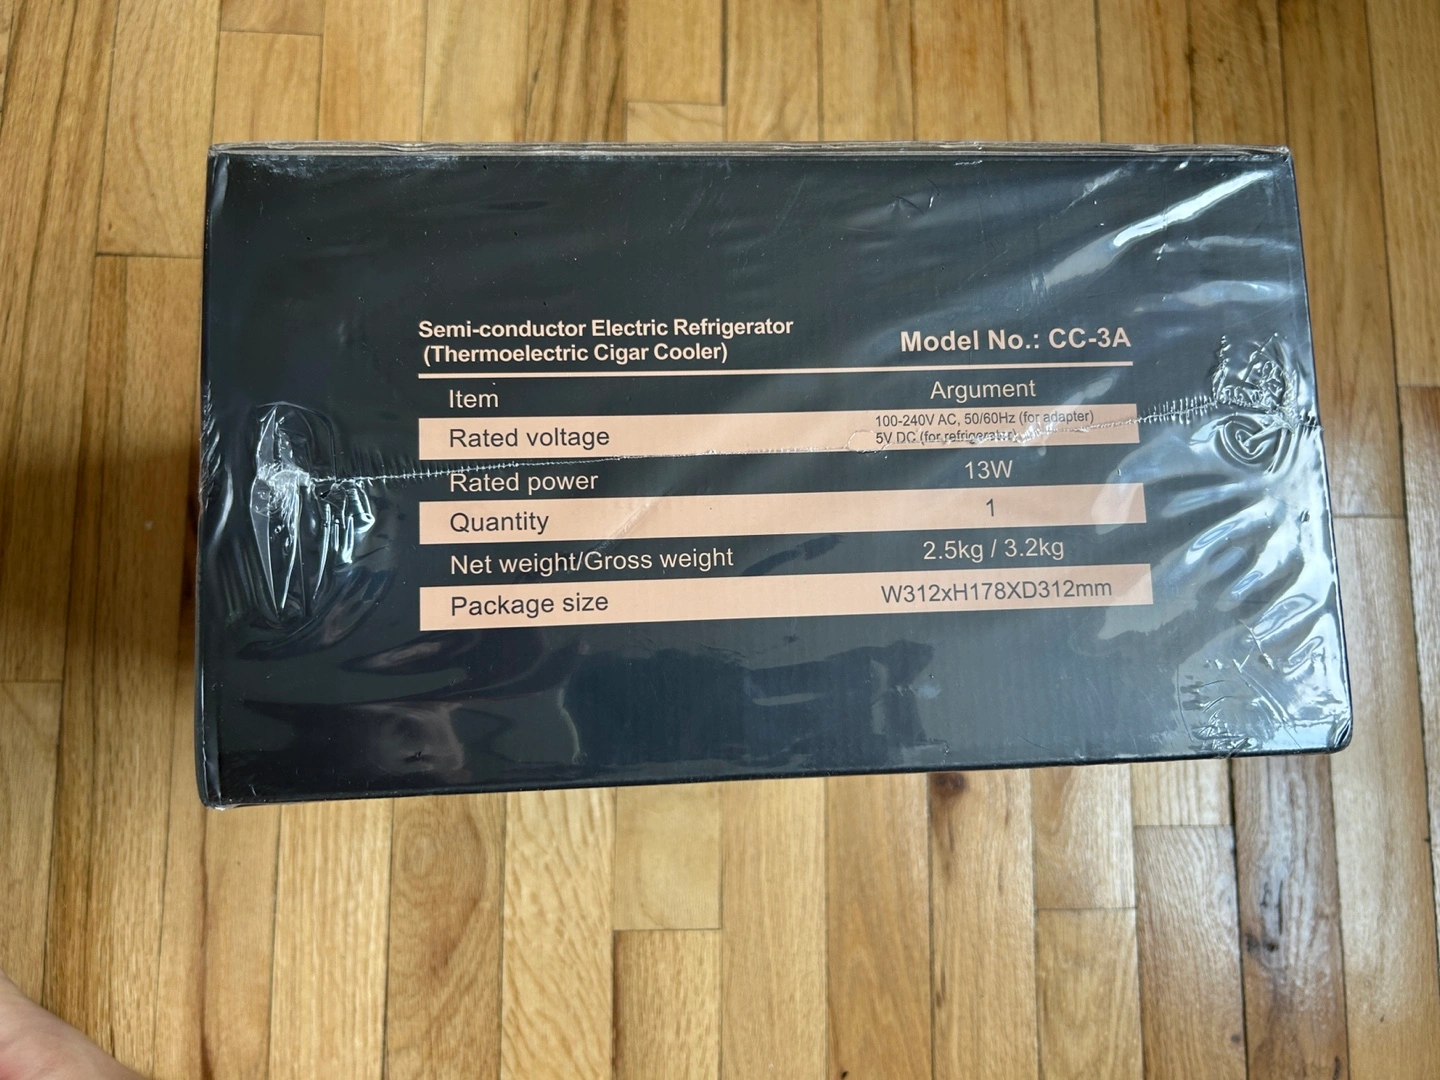 Semi-conductor Electric Refrigerator
(Thermoelectric Cigar Cooler)
Model No.: CC-3A
Item Argument
Rated voltage 100-240V AC, 50/60Hz (for adapter)
5V DC (for refrigerator)
Rated power 13W
Quantity 1
Net weight/Gross weight 2.5kg / 3.2kg
Package size W312xH178XD312mm